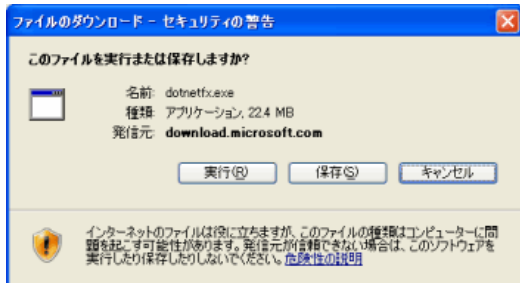 ファイルのダウンロード - セキュリティの警告
このファイルを実行または保存しますか?
名前: dotnetfx.exe
種類: アプリケーション, 22.4 MB
発信元: download.microsoft.com
実行(R) 保存(S) キャンセル
インターネットのファイルは役に立ちますが、このファイルの種類はコンピューターに問
題を起こす可能性があります。発信元が信頼できない場合は、このソフトウェアを
実行したり保存したりしないでください。危険性の説明